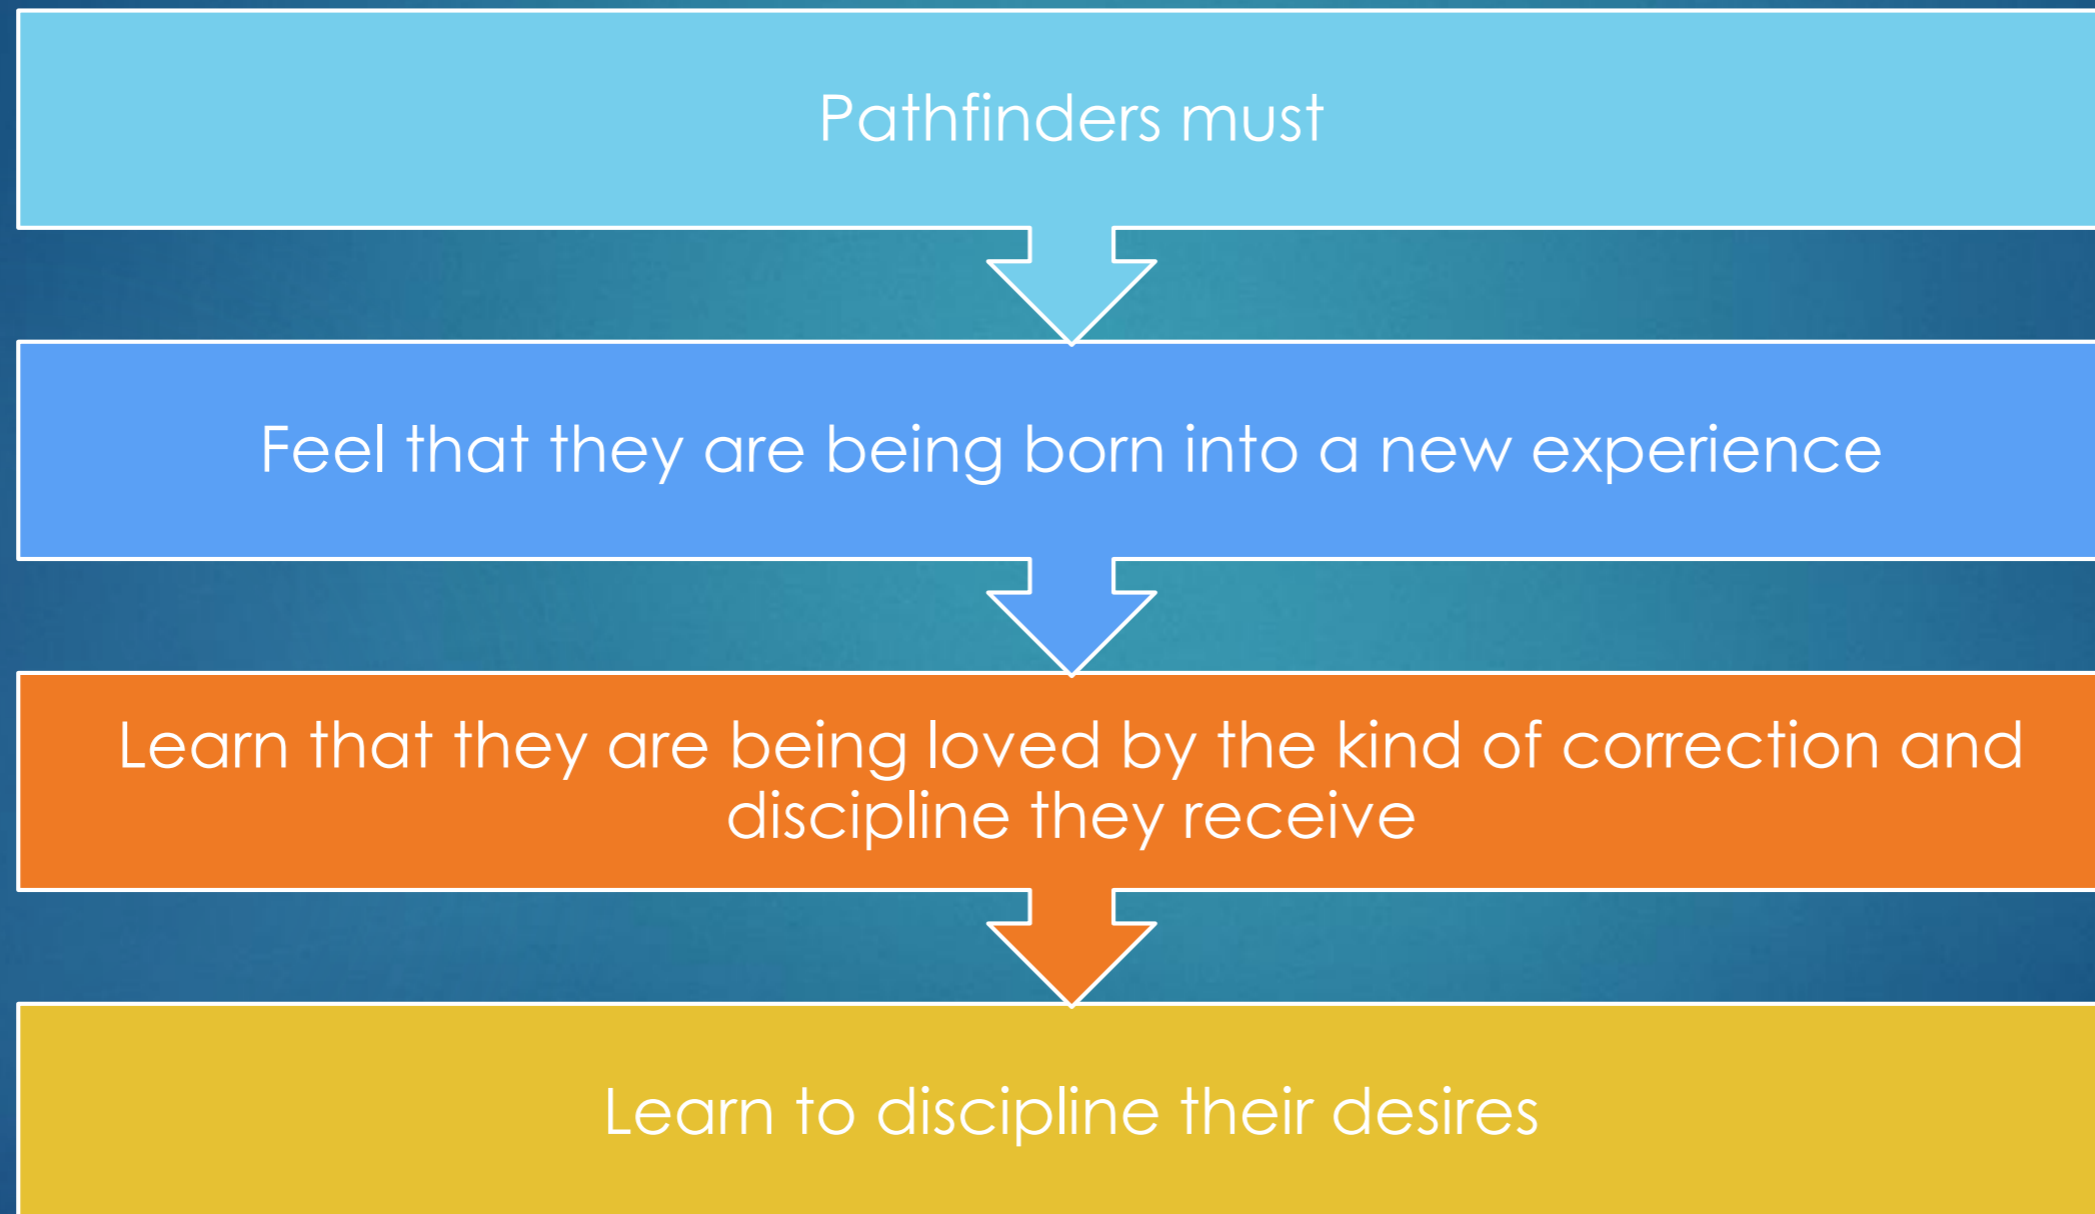 Pathfinders must
Feel that they are being born into a new experience
Learn that they are being loved by the kind of correction and
discipline they receive
Learn to discipline their desires